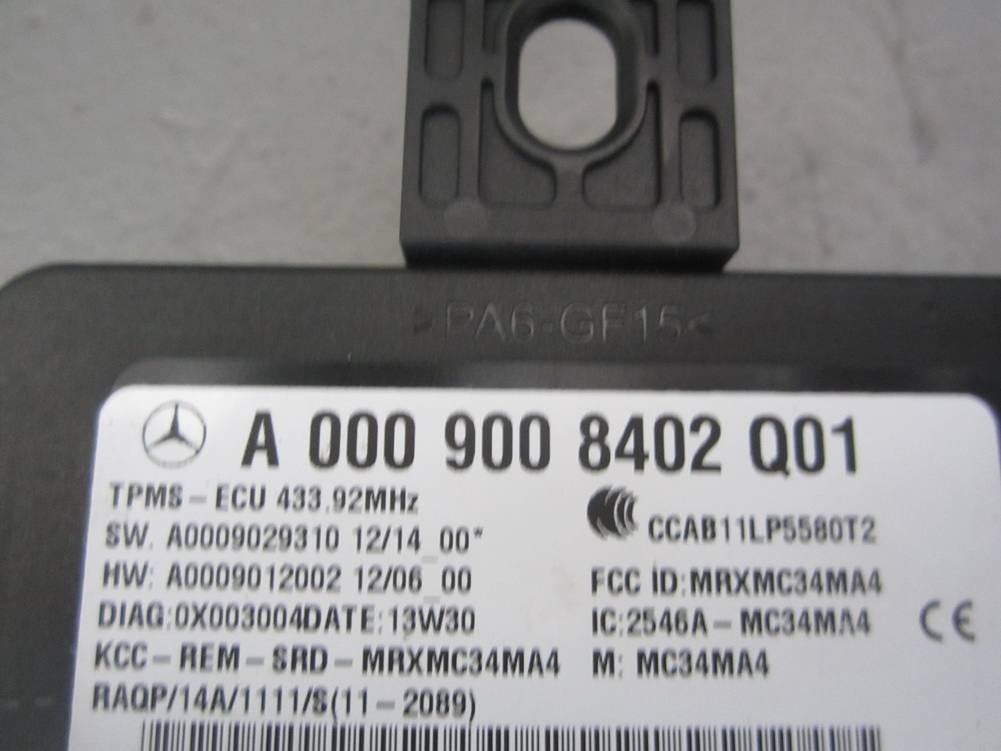 >PA6-GF15<
A 000 900 8402 Q01
TPMS-ECU 433.92MHz
CCAB11LP5580T2
SW. A0009029310 12/14_00*
HW: A0009012002 12/06_00
FCC ID:MRXMC34MA4
DIAG:0X003004DATE:13W30
IC:2546A-MC34MA4
CE
KCC-REM-SRD-MRXMC34MA4
M: MC34MA4
RAQP/14A/1111/S(11-2089)